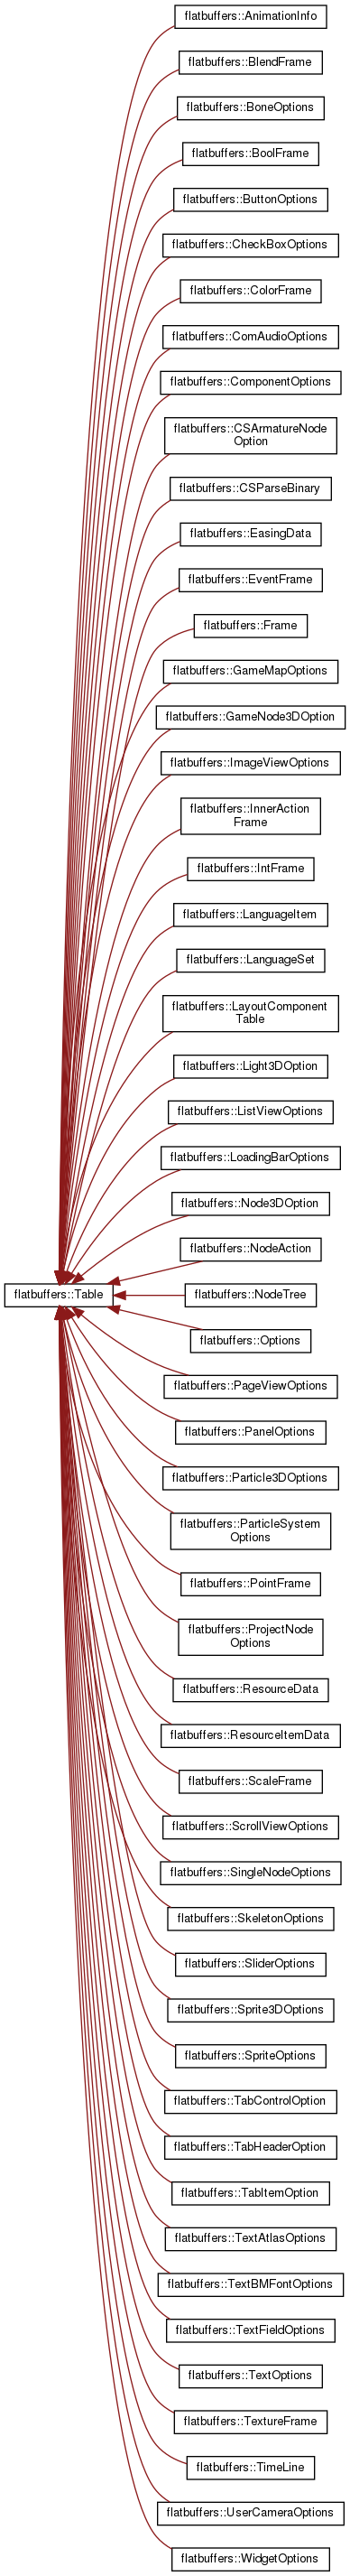 flatbuffers::AnimationInfo
flatbuffers::BlendFrame
flatbuffers::BoneOptions
flatbuffers::BoolFrame
flatbuffers::ButtonOptions
flatbuffers::CheckBoxOptions
flatbuffers::ColorFrame
flatbuffers::ComAudioOptions
flatbuffers::ComponentOptions
flatbuffers::CSArmatureNode
Option
flatbuffers::CSParseBinary
flatbuffers::EasingData
flatbuffers::EventFrame
flatbuffers::Frame
flatbuffers::GameMapOptions
flatbuffers::GameNode3DOption
flatbuffers::ImageViewOptions
flatbuffers::InnerAction
Frame
flatbuffers::IntFrame
flatbuffers::LanguageItem
flatbuffers::LanguageSet
flatbuffers::LayoutComponent
Table
flatbuffers::Light3DOption
flatbuffers::ListViewOptions
flatbuffers::LoadingBarOptions
flatbuffers::Node3DOption
flatbuffers::NodeAction
flatbuffers::Table
flatbuffers::NodeTree
flatbuffers::Options
flatbuffers::PageViewOptions
flatbuffers::PanelOptions
flatbuffers::Particle3DOptions
flatbuffers::ParticleSystem
Options
flatbuffers::PointFrame
flatbuffers::ProjectNode
Options
flatbuffers::ResourceData
flatbuffers::ResourceItemData
flatbuffers::ScaleFrame
flatbuffers::ScrollViewOptions
flatbuffers::SingleNodeOptions
flatbuffers::SkeletonOptions
flatbuffers::SliderOptions
flatbuffers::Sprite3DOptions
flatbuffers::SpriteOptions
flatbuffers::TabControlOption
flatbuffers::TabHeaderOption
flatbuffers::TabItemOption
flatbuffers::TextAtlasOptions
flatbuffers::TextBMFontOptions
flatbuffers::TextFieldOptions
flatbuffers::TextOptions
flatbuffers::TextureFrame
flatbuffers::TimeLine
flatbuffers::UserCameraOptions
flatbuffers::WidgetOptions